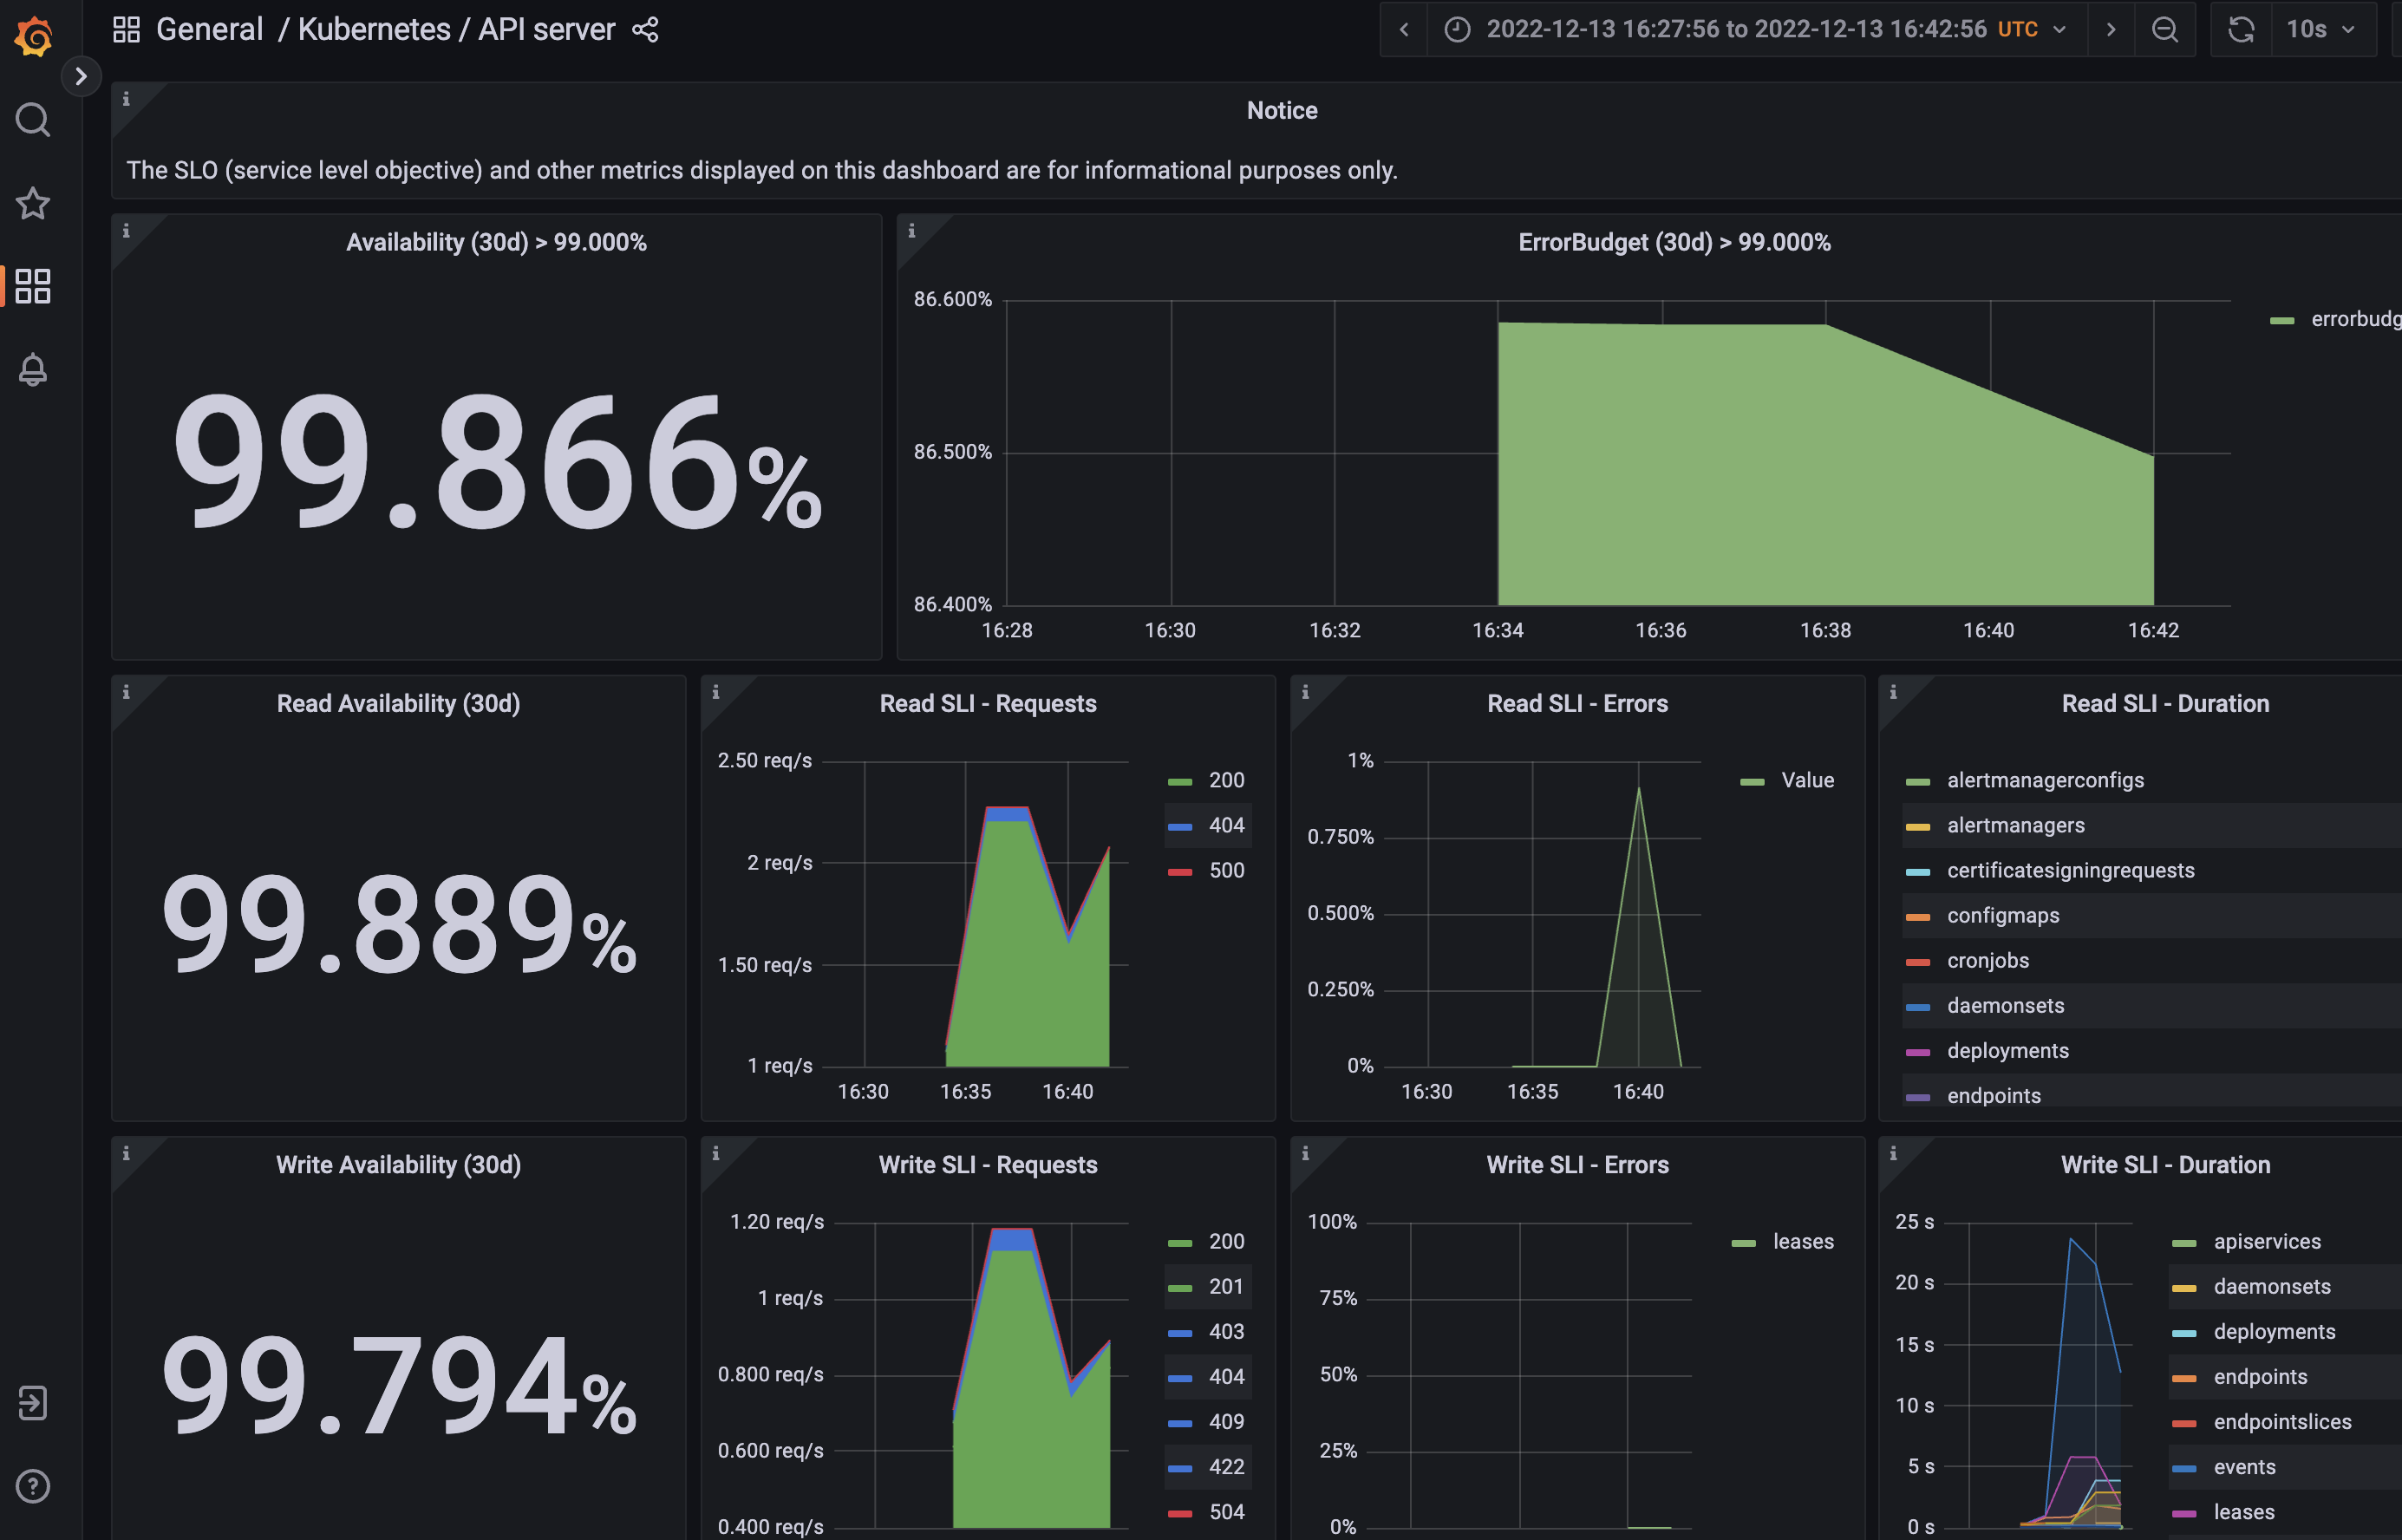 General / Kubernetes / API server
2022-12-13 16:27:56 to 2022-12-13 16:42:56 UTC
10s
Notice
The SLO (service level objective) and other metrics displayed on this dashboard are for informational purposes only.
Availability (30d) > 99.000%
99.866%
ErrorBudget (30d) > 99.000%
86.600%
86.500%
86.400%
16:28 16:30 16:32 16:34 16:36 16:38 16:40 16:42
errorbudg
Read Availability (30d)
99.889%
Read SLI - Requests
2.50 req/s
2 req/s
1.50 req/s
1 req/s
16:30 16:35 16:40
200
404
500
Read SLI - Errors
1%
0.750%
0.500%
0.250%
0%
16:30 16:35 16:40
Value
Read SLI - Duration
alertmanagerconfigs
alertmanagers
certificatesigningrequests
configmaps
cronjobs
daemonsets
deployments
endpoints
Write Availability (30d)
99.794%
Write SLI - Requests
1.20 req/s
1 req/s
0.800 req/s
0.600 req/s
0.400 req/s
200
201
403
404
409
422
504
Write SLI - Errors
100%
75%
50%
25%
0%
leases
Write SLI - Duration
25 s
20 s
15 s
10 s
5 s
0 s
apiservices
daemonsets
deployments
endpoints
endpointslices
events
leases